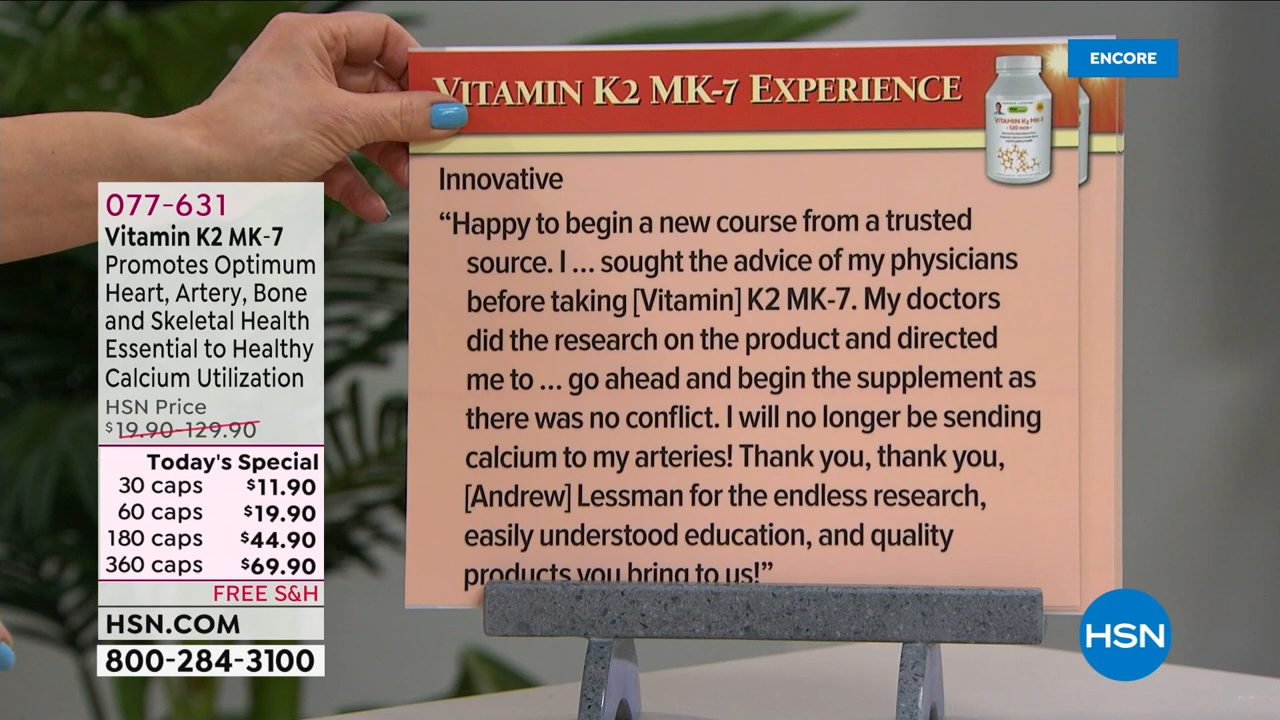 ENCORE
VITAMIN K2 MK-7 EXPERIENCE
VITAMIN K2 MK-7
Innovative
“Happy to begin a new course from a trusted
source. I ... sought the advice of my physicians
before taking [Vitamin] K2 MK-7. My doctors
did the research on the product and directed
me to ... go ahead and begin the supplement as
there was no conflict. I will no longer be sending
calcium to my arteries! Thank you, thank you,
[Andrew] Lessman for the endless research,
easily understood education, and quality
products you bring to us!”
077-631
Vitamin K2 MK-7
Promotes Optimum
Heart, Artery, Bone
and Skeletal Health
Essential to Healthy
Calcium Utilization
HSN Price
$19.90-129.90
Today's Special
30 caps $11.90
60 caps $19.90
180 caps $44.90
360 caps $69.90
FREE S&H
HSN.COM
800-284-3100
HSN